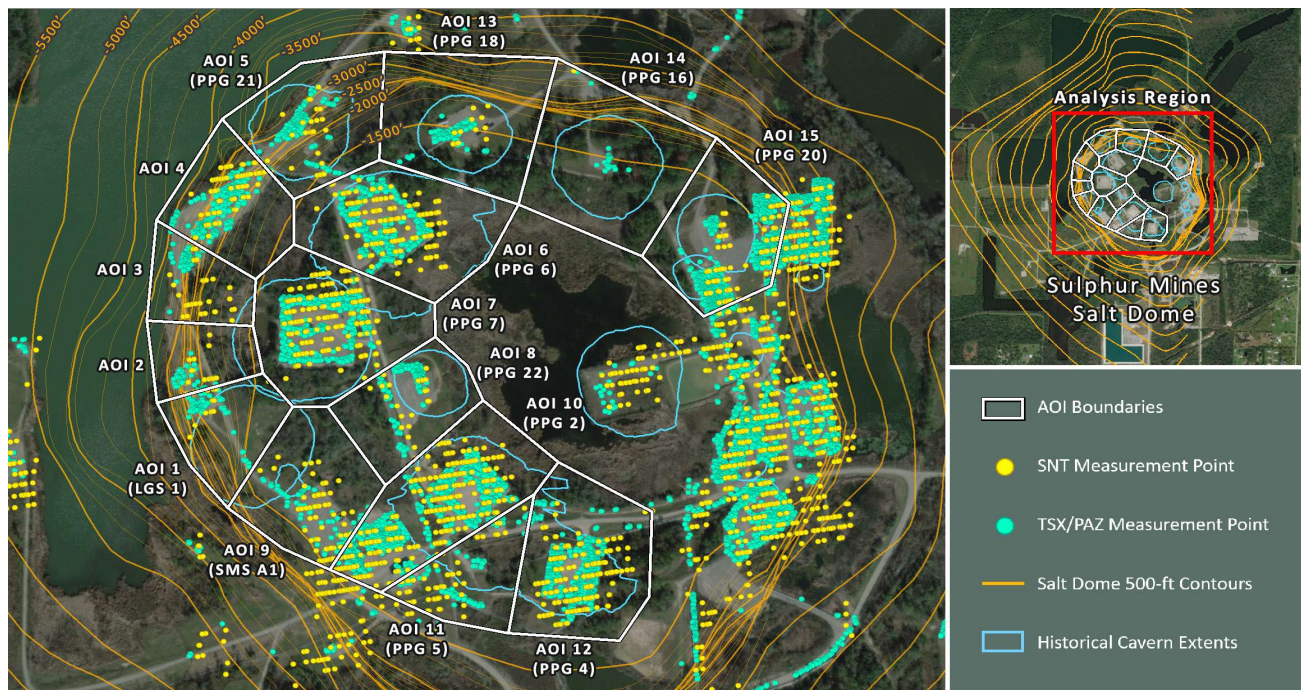 -5500'
-5000'
-4500'
-4000'
-3500'
-3000'
-2500'
-2000'
-1500'
AOI 13
(PPG 18)
AOI 5
(PPG 21)
AOI 14
(PPG 16)
AOI 15
(PPG 20)
AOI 4
AOI 3
AOI 2
AOI 6
(PPG 6)
AOI 7
(PPG 7)
AOI 8
(PPG 22)
AOI 10
(PPG 2)
AOI 1
(LGS 1)
AOI 9
(SMS A1)
AOI 11
(PPG 5)
AOI 12
(PPG 4)
Analysis Region
Sulphur Mines
Salt Dome
AOI Boundaries
SNT Measurement Point
TSX/PAZ Measurement Point
Salt Dome 500-ft Contours
Historical Cavern Extents